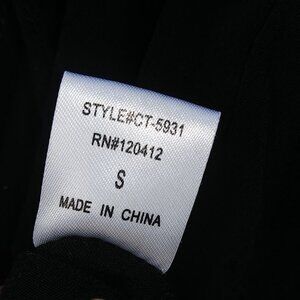 STYLE#CT-5931
RN#120412
S
MADE IN CHINA